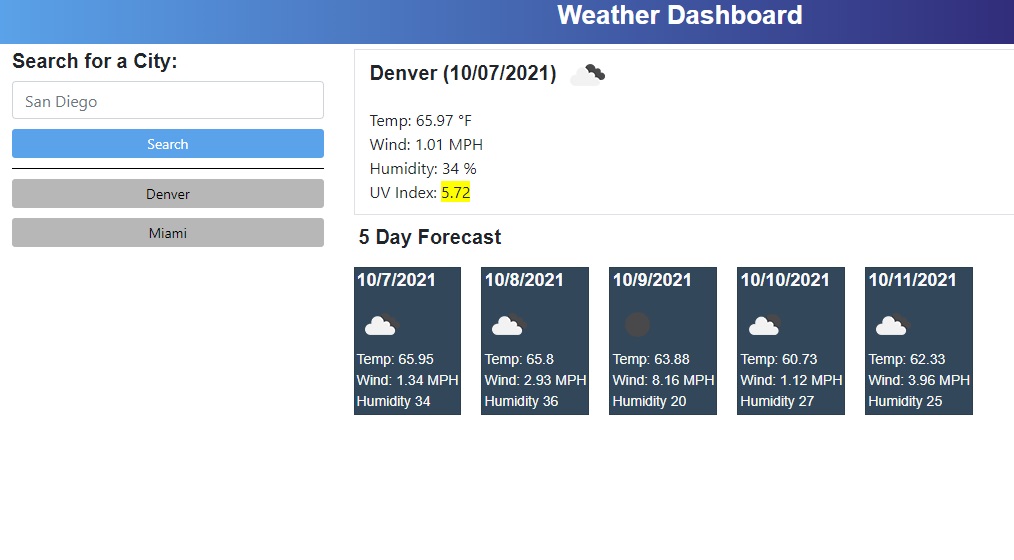 Weather Dashboard
Search for a City:
San Diego
Search
Denver
Miami
Denver (10/07/2021)
Temp: 65.97 °F
Wind: 1.01 MPH
Humidity: 34 %
UV Index: 5.72
5 Day Forecast
10/7/2021
Temp: 65.95
Wind: 1.34 MPH
Humidity 34
10/8/2021
Temp: 65.8
Wind: 2.93 MPH
Humidity 36
10/9/2021
Temp: 63.88
Wind: 8.16 MPH
Humidity 20
10/10/2021
Temp: 60.73
Wind: 1.12 MPH
Humidity 27
10/11/2021
Temp: 62.33
Wind: 3.96 MPH
Humidity 25